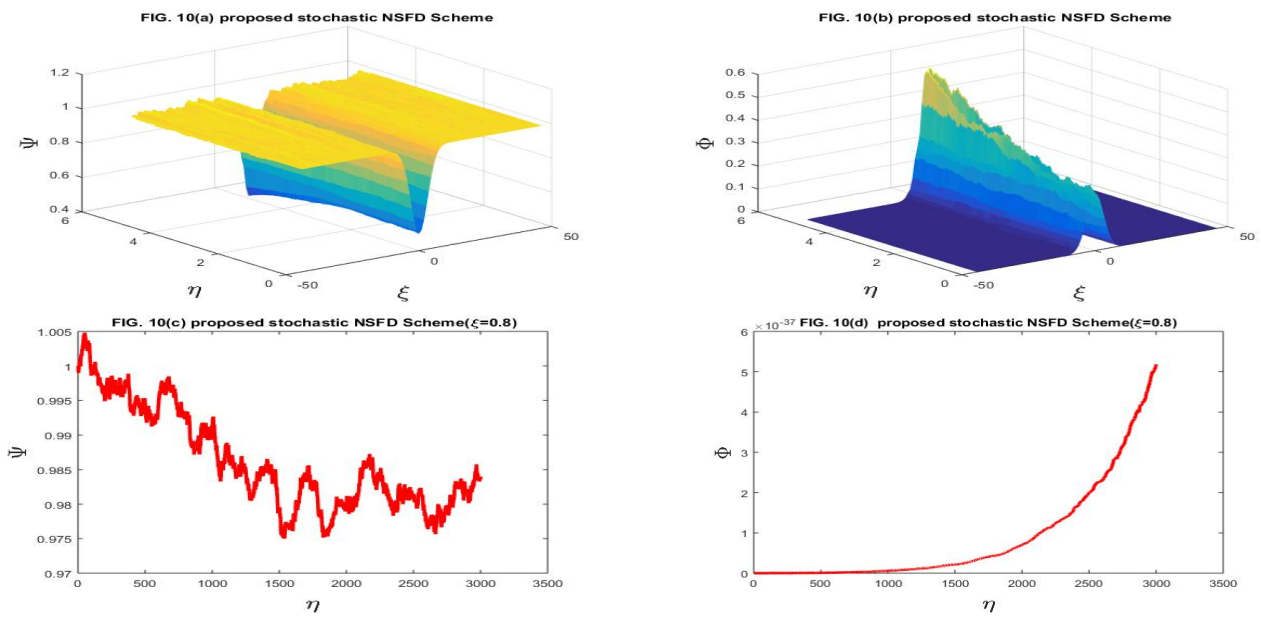 FIG. 10(a) proposed stochastic NSFD Scheme
1.2
1
0.8
0.6
0.4
Ψ
6
4
2
0
η
-50
0
50
ξ
FIG. 10(b) proposed stochastic NSFD Scheme
0.6
0.5
0.4
0.3
0.2
0.1
0
Φ
6
4
2
0
η
-50
0
50
ξ
FIG. 10(c) proposed stochastic NSFD Scheme(ξ=0.8)
1.005
1
0.995
0.99
0.985
0.98
0.975
0.97
Ψ
0 500 1000 1500 2000 2500 3000 3500
η
×10-37 FIG. 10(d) proposed stochastic NSFD Scheme(ξ=0.8)
6
5
4
3
2
1
0
Φ
0 500 1000 1500 2000 2500 3000 3500
η